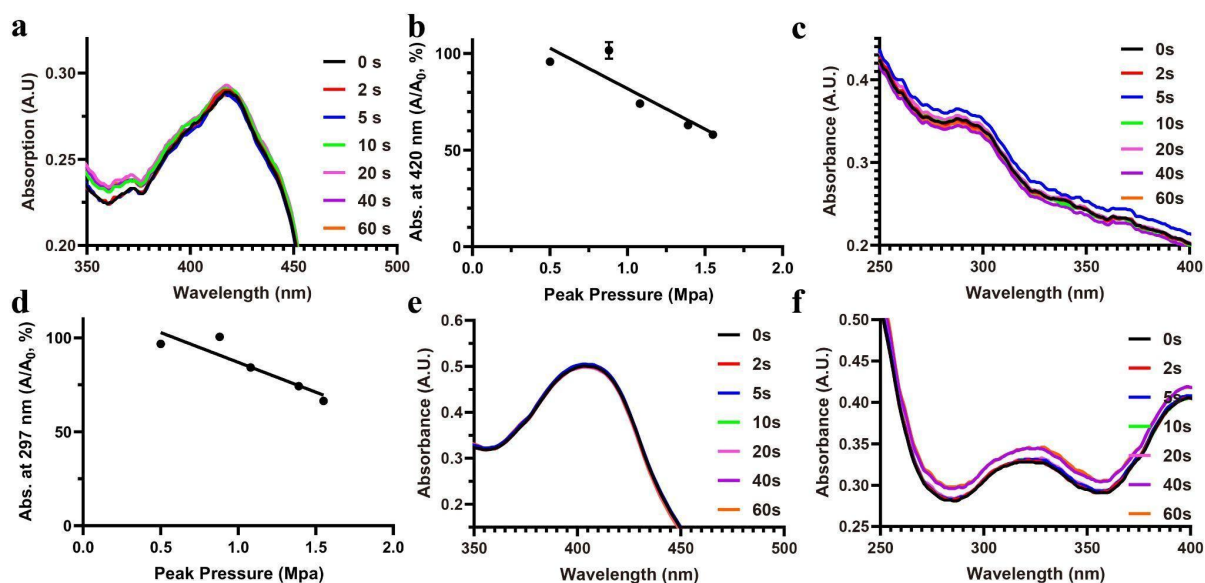 a
Absorption (A.U)
0.30
0.25
0.20
350
400
450
500
Wavelength (nm)
0 s
2 s
5 s
10 s
20 s
40 s
60 s
b
Abs. at 420 nm (A/A0, %)
100
50
0
0.0
0.5
1.0
1.5
2.0
Peak Pressure (Mpa)
c
Absorbance (A.U.)
0.4
0.3
0.2
250
300
350
400
Wavelength (nm)
0s
2s
5s
10s
20s
40s
60s
d
Abs. at 297 nm (A/A0, %)
100
50
0
0.0
0.5
1.0
1.5
2.0
Peak Pressure (Mpa)
e
Absorbance (A.U.)
0.6
0.5
0.4
0.3
0.2
350
400
450
500
Wavelength (nm)
0s
2s
5s
10s
20s
40s
60s
f
Absorbance (A.U.)
0.50
0.45
0.40
0.35
0.30
0.25
250
300
350
400
Wavelength (nm)
0s
2s
5s
10s
20s
40s
60s